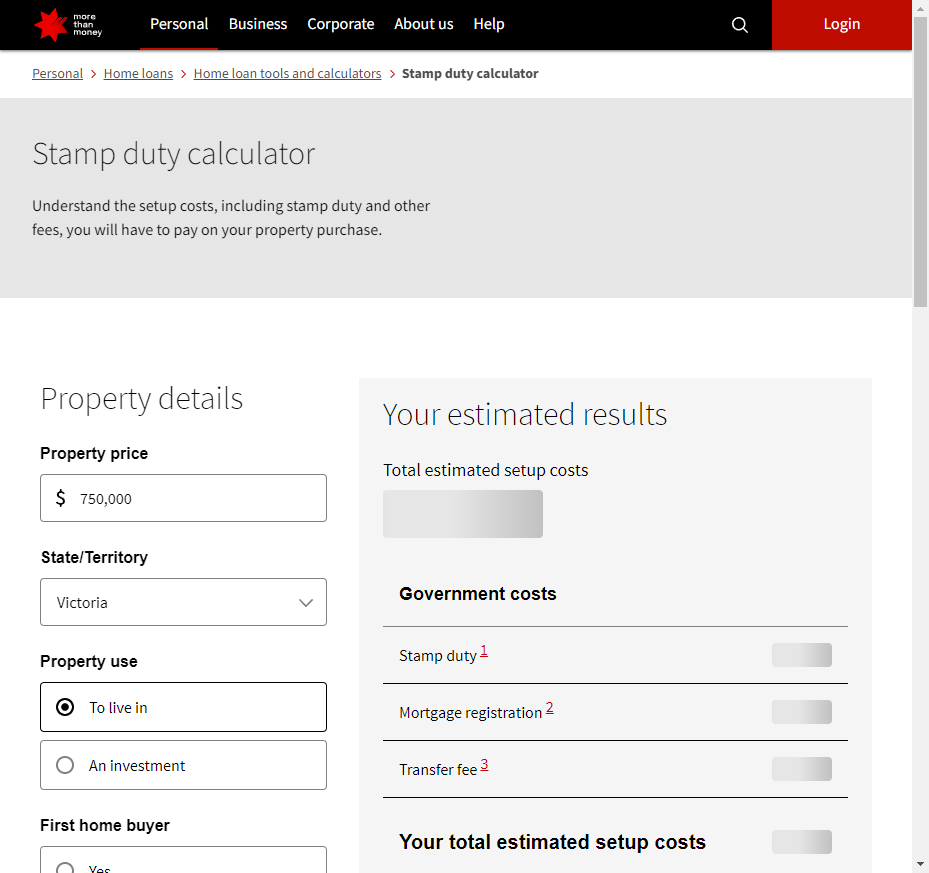 more
than
money
Personal Business Corporate About us Help
Login
Personal > Home loans > Home loan tools and calculators > Stamp duty calculator
Stamp duty calculator
Understand the setup costs, including stamp duty and other
fees, you will have to pay on your property purchase.
Property details
Property price
$ 750,000
State/Territory
Victoria
Property use
To live in
An investment
First home buyer
Yes
Your estimated results
Total estimated setup costs
Government costs
Stamp duty 1
Mortgage registration 2
Transfer fee 3
Your total estimated setup costs